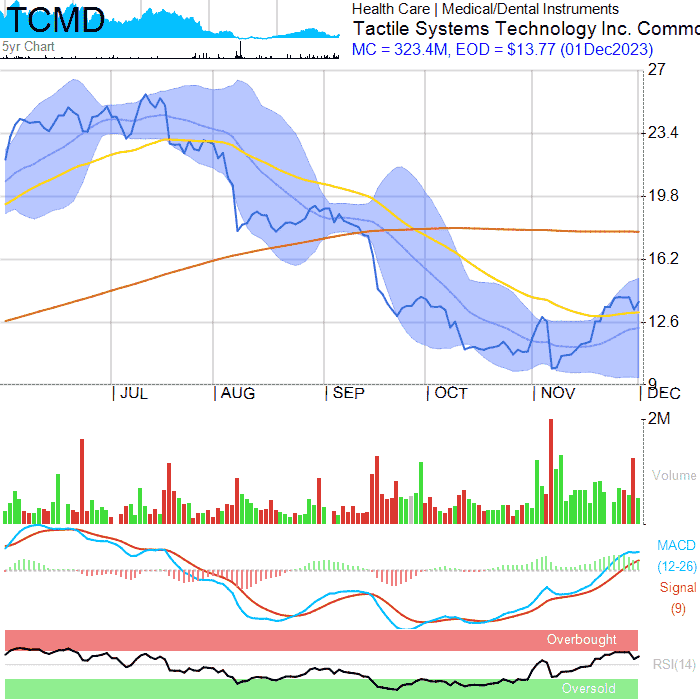 TCMD
5yr Chart
Health Care | Medical/Dental Instruments
Tactile Systems Technology Inc. Commo
MC = 323.4M, EOD = $13.77 (01Dec2023)
27
23.4
19.8
16.2
12.6
9
JUL AUG SEP OCT NOV DEC
2M
Volume
MACD
(12-26)
Signal
(9)
Overbought
RSI(14)
Oversold